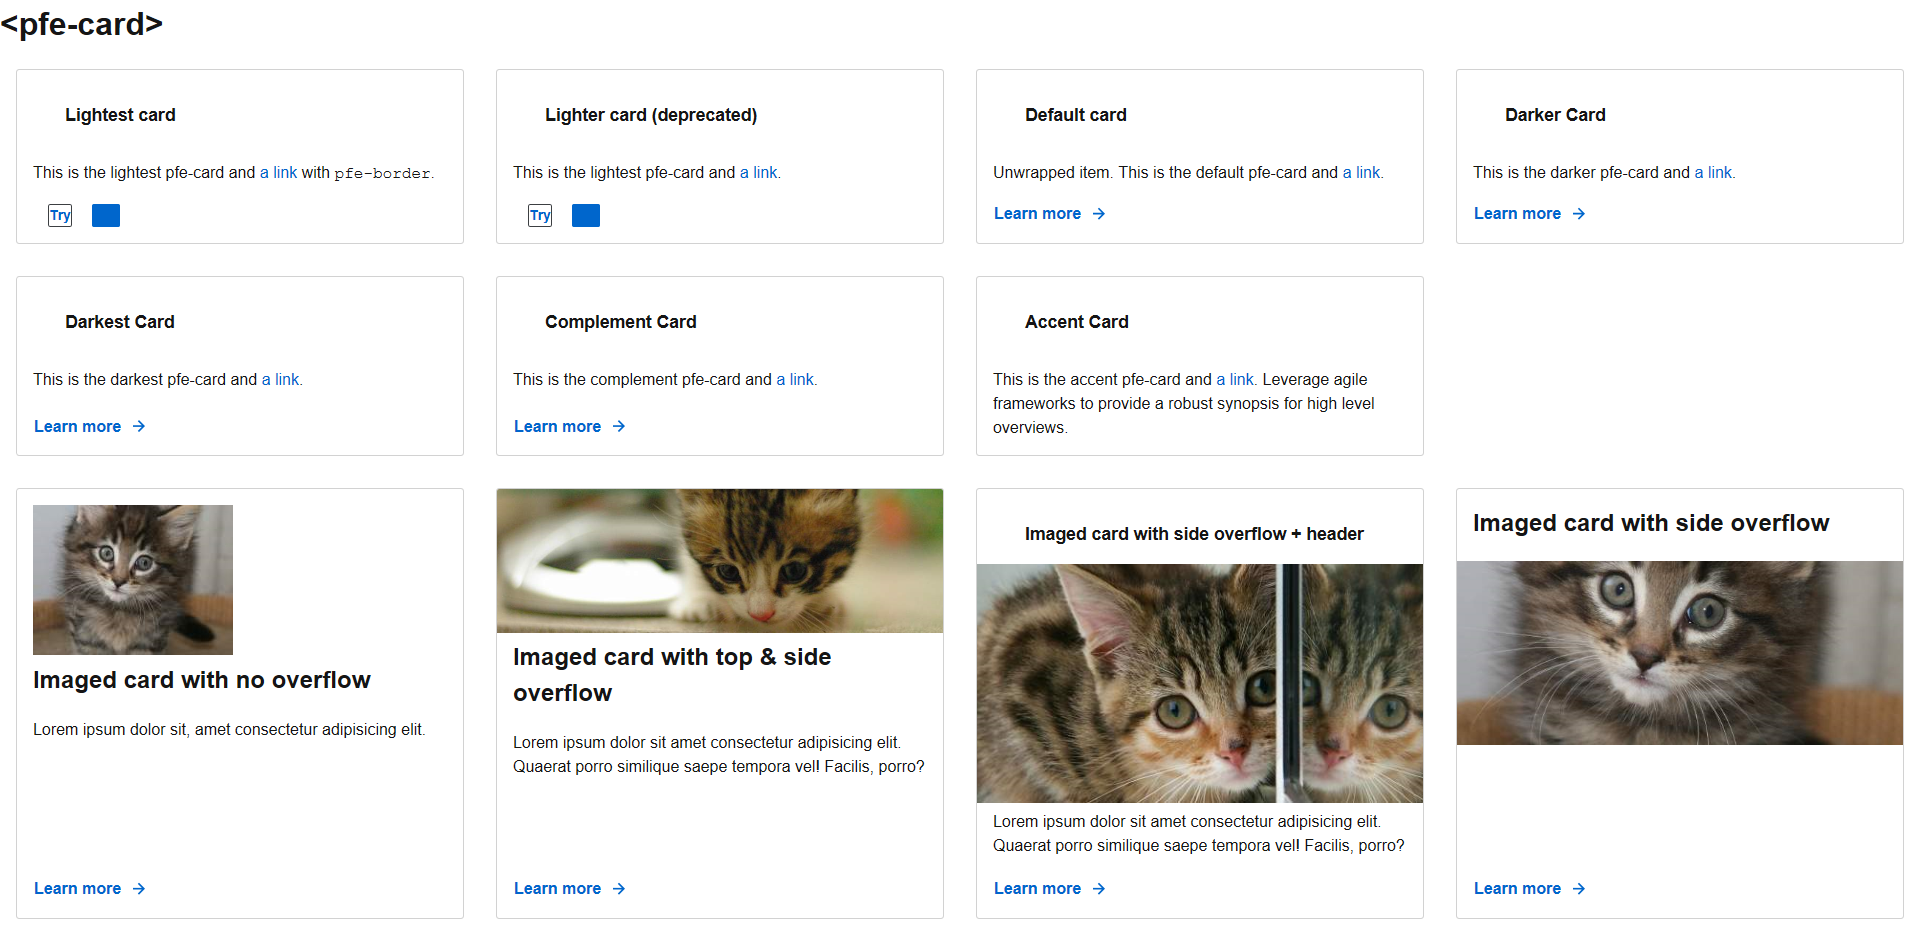 <pfe-card>
Lightest card
This is the lightest pfe-card and a link with pfe-border.
Try
Lighter card (deprecated)
This is the lightest pfe-card and a link.
Try
Default card
Unwrapped item. This is the default pfe-card and a link.
Learn more
Darker Card
This is the darker pfe-card and a link.
Learn more
Darkest Card
This is the darkest pfe-card and a link.
Learn more
Complement Card
This is the complement pfe-card and a link.
Learn more
Accent Card
This is the accent pfe-card and a link. Leverage agile
frameworks to provide a robust synopsis for high level
overviews.
Imaged card with no overflow
Lorem ipsum dolor sit, amet consectetur adipisicing elit.
Learn more
Imaged card with top & side
overflow
Lorem ipsum dolor sit amet consectetur adipisicing elit.
Quaerat porro similique saepe tempora vel! Facilis, porro?
Learn more
Imaged card with side overflow + header
Lorem ipsum dolor sit amet consectetur adipisicing elit.
Quaerat porro similique saepe tempora vel! Facilis, porro?
Learn more
Imaged card with side overflow
Learn more